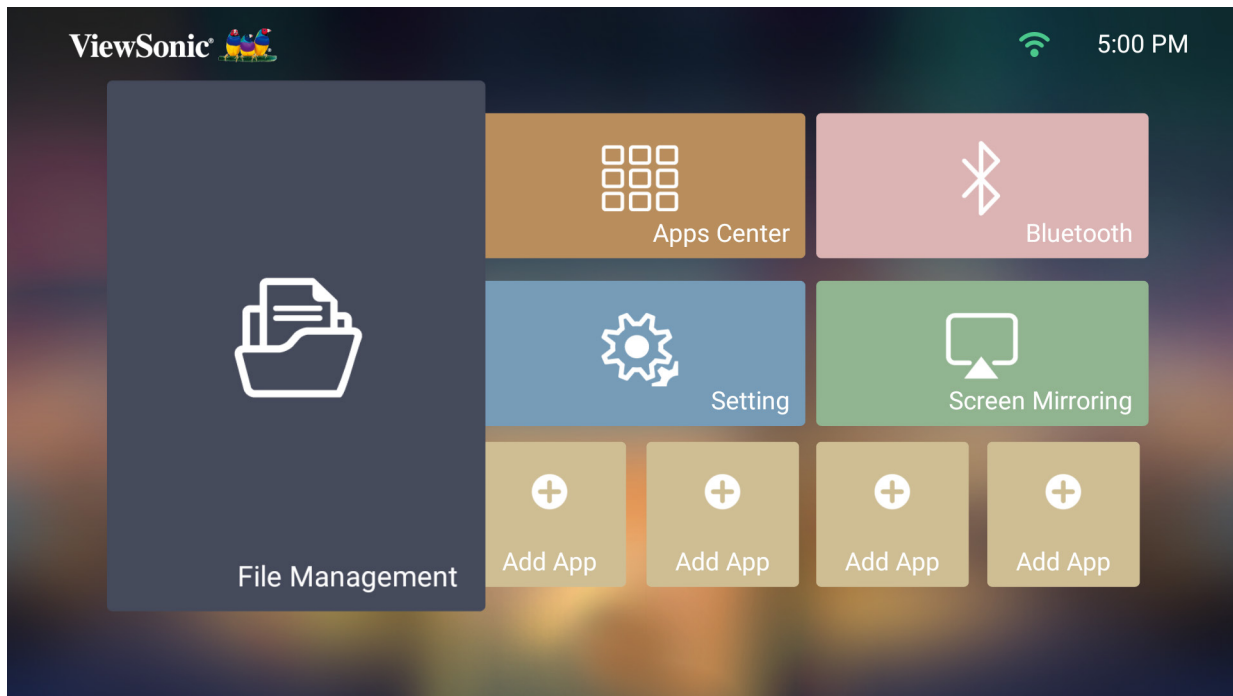 ViewSonic®
5:00 PM
Apps Center
Bluetooth
Setting
Screen Mirroring
File Management
Add App
Add App
Add App
Add App